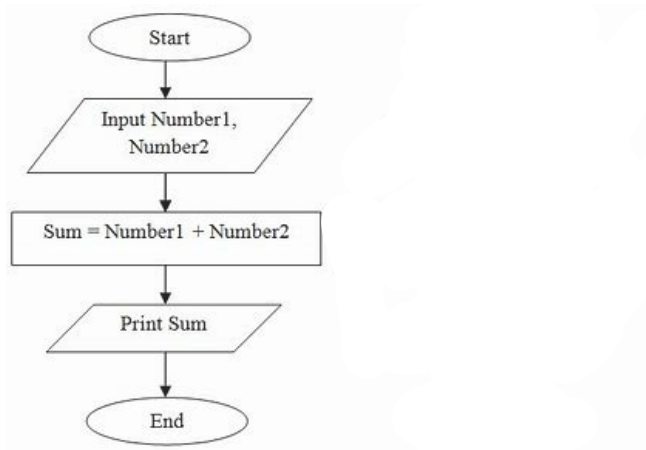 Start
Input Number1,
Number2
Sum = Number1 + Number2
Print Sum
End